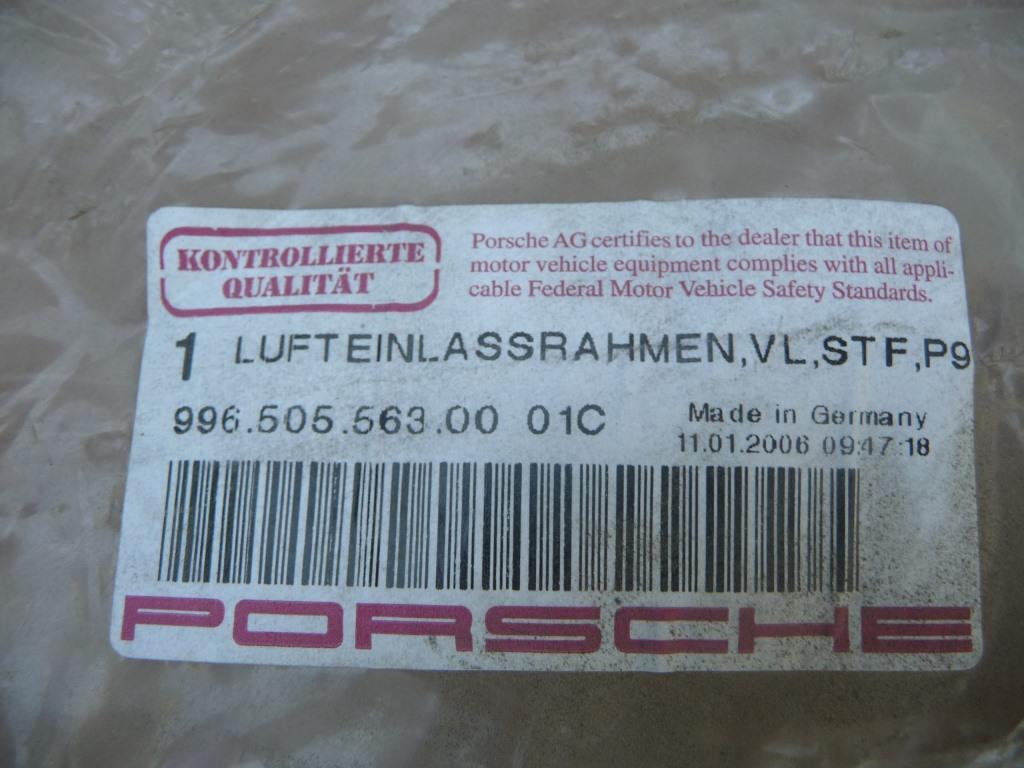 KONTROLLIERTE
QUALITÄT
Porsche AG certifies to the dealer that this item of
motor vehicle equipment complies with all appli-
cable Federal Motor Vehicle Safety Standards.
1 LUFTEINLASSRAHMEN,VL,STF,P9
996.505.563.00 01C
Made in Germany
11.01.2006 09:47:18
PORSCHE